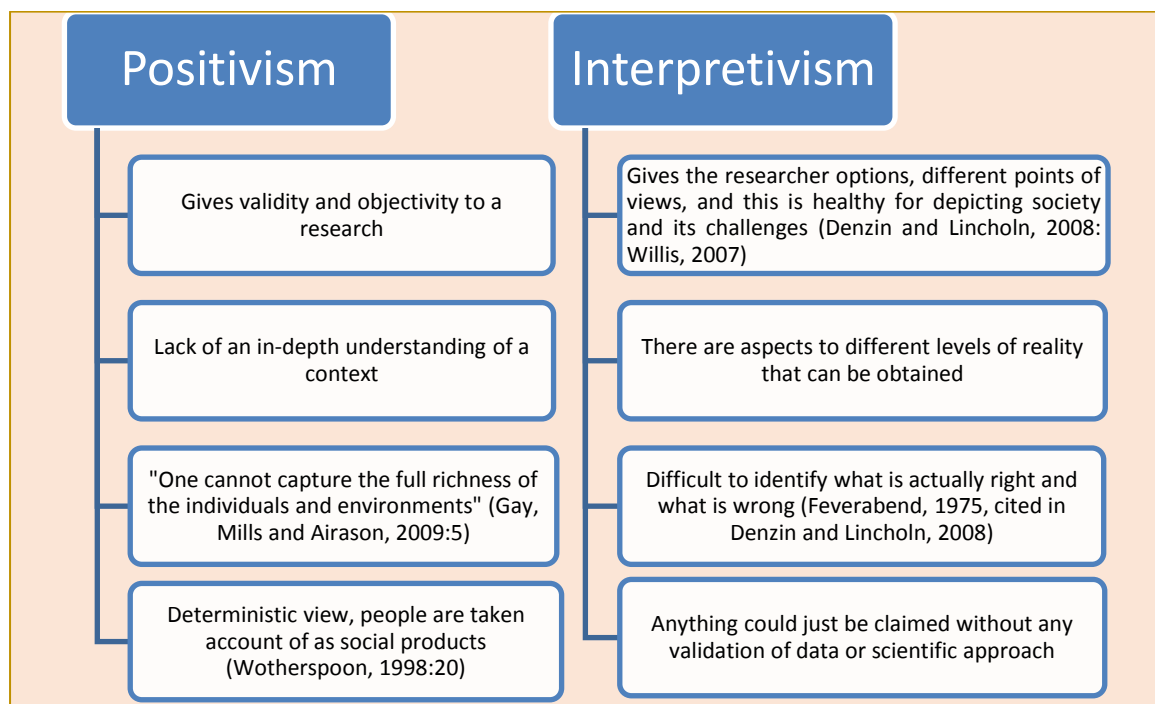 Positivism
Gives validity and objectivity to a
research
Lack of an in-depth understanding of a
context
"One cannot capture the full richness of
the individuals and environments" (Gay,
Mills and Airason, 2009:5)
Deterministic view, people are taken
account of as social products
(Wotherspoon, 1998:20)
Interpretivism
Gives the researcher options, different points of
views, and this is healthy for depicting society
and its challenges (Denzin and Lincholn, 2008:
Willis, 2007)
There are aspects to different levels of reality
that can be obtained
Difficult to identify what is actually right and
what is wrong (Feverabend, 1975, cited in
Denzin and Lincholn, 2008)
Anything could just be claimed without any
validation of data or scientific approach